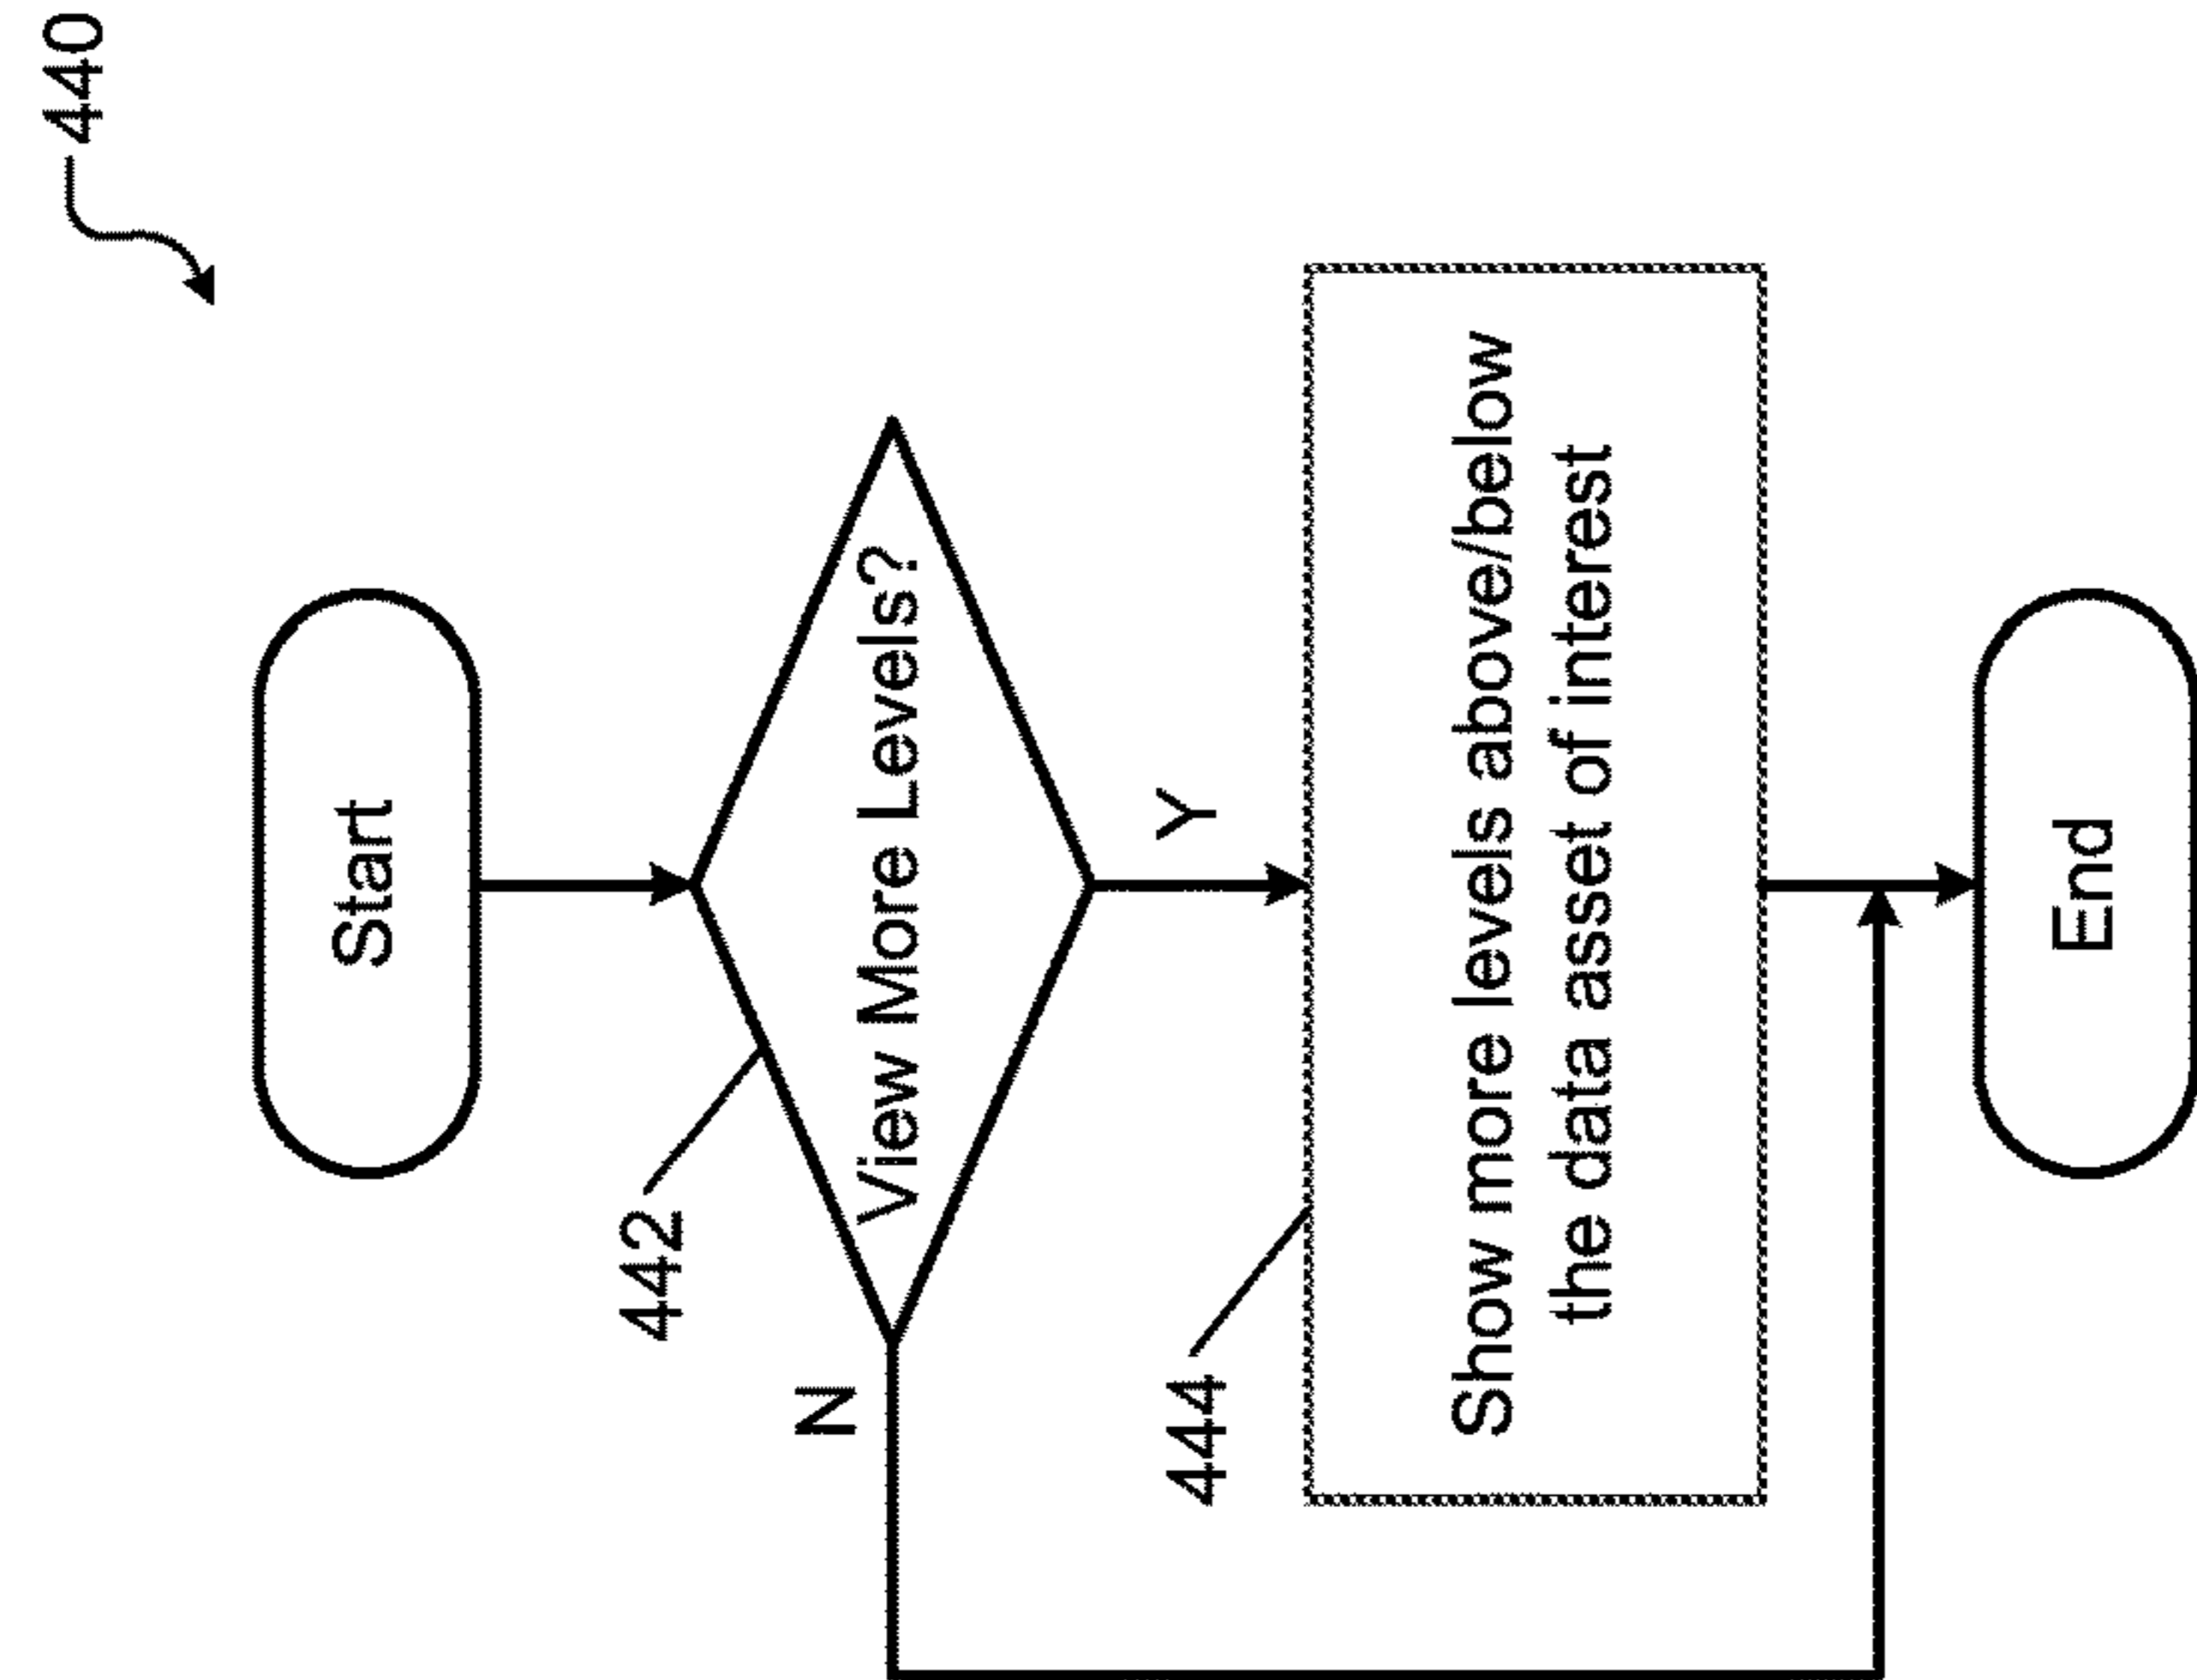 440
Start
442
View More Levels?
N
Y
444
Show more levels above/below
the data asset of interest
End